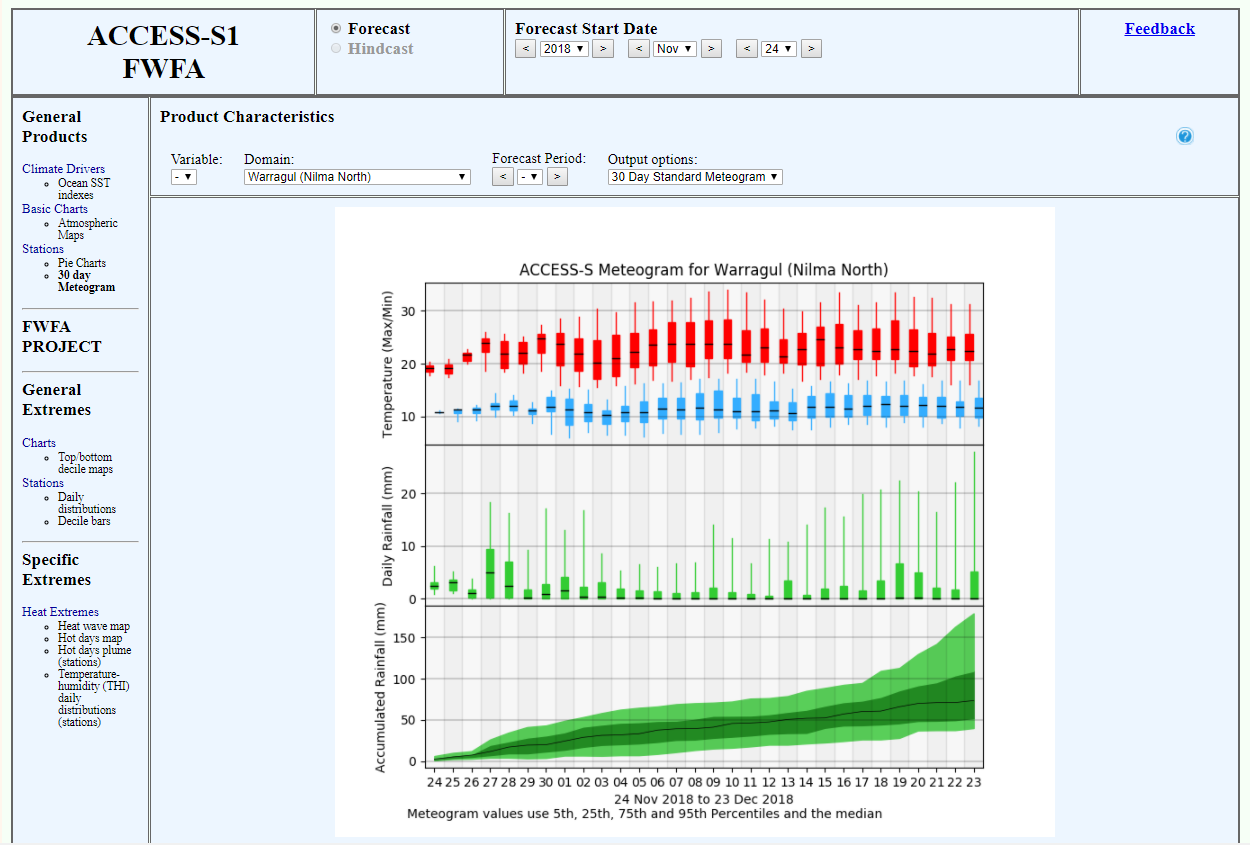 ACCESS-S1
FWFA
Forecast
Hindcast
Forecast Start Date
< 2018 ▼ > < Nov ▼ > < 24 ▼ >
Feedback
General
Products
Climate Drivers
Ocean SST
indexes
Basic Charts
Atmospheric
Maps
Stations
Pie Charts
30 day
Meteogram
FWFA
PROJECT
General
Extremes
Charts
Top/bottom
decile maps
Stations
Daily
distributions
Decile bars
Specific
Extremes
Heat Extremes
Heat wave map
Hot days map
Hot days plume
(stations)
Temperature-
humidity (THI)
daily
distributions
(stations)
Product Characteristics
?
Variable: Domain: Forecast Period: Output options:
- ▼ Warragul (Nilma North) ▼ < - ▼ > 30 Day Standard Meteogram ▼
ACCESS-S Meteogram for Warragul (Nilma North)
Temperature (Max/Min)
30
20
10
Daily Rainfall (mm)
20
10
0
Accumulated Rainfall (mm)
150
100
50
0
24 25 26 27 28 29 30 01 02 03 04 05 06 07 08 09 10 11 12 13 14 15 16 17 18 19 20 21 22 23
24 Nov 2018 to 23 Dec 2018
Meteogram values use 5th, 25th, 75th and 95th Percentiles and the median